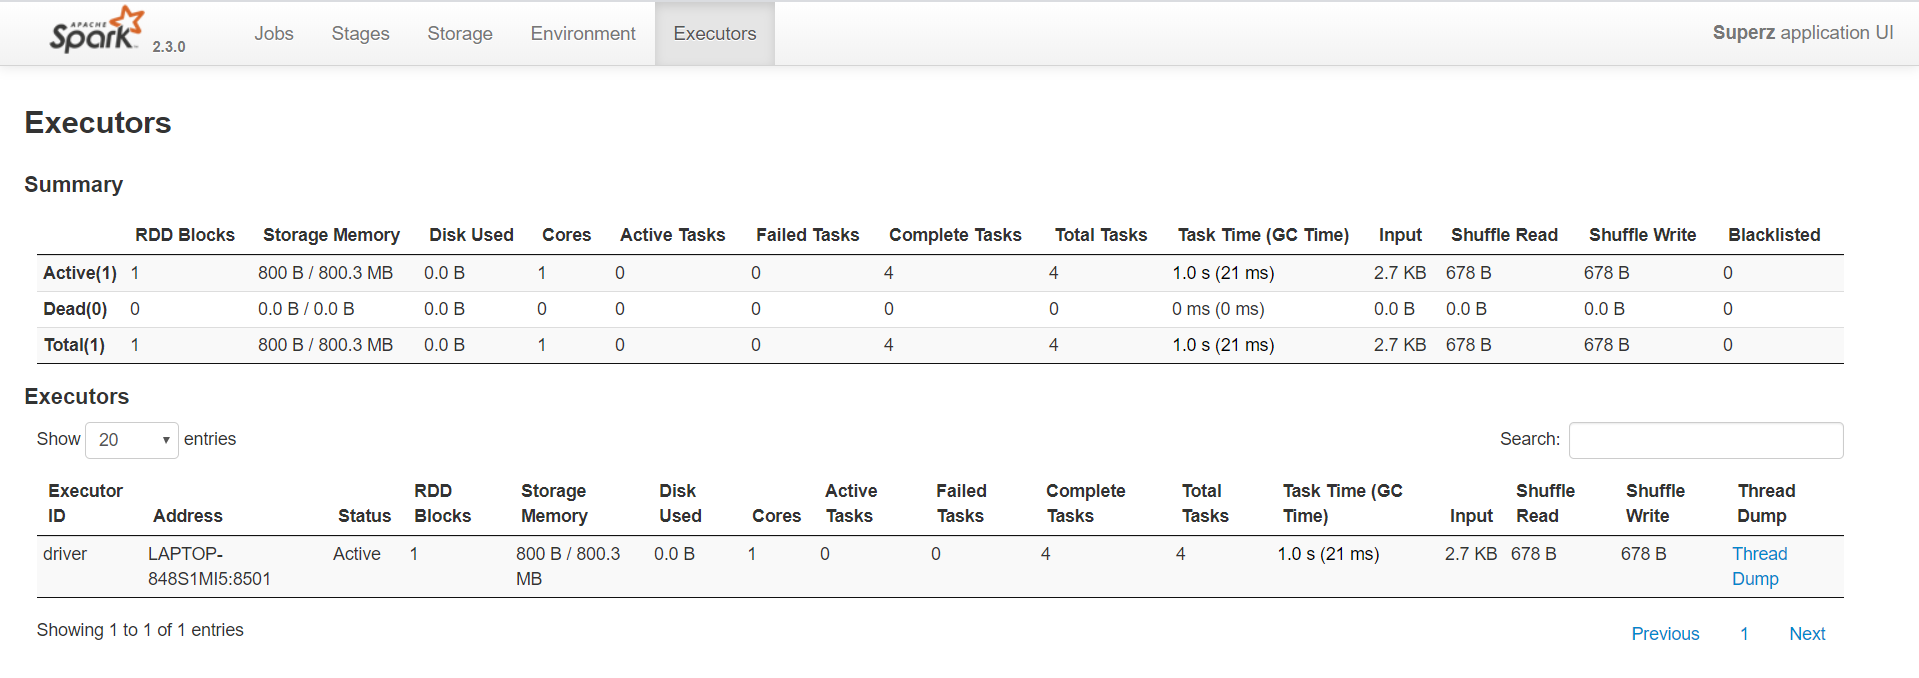 APACHE Spark 2.3.0 Jobs Stages Storage Environment Executors Superz application UI
Executors
Summary
RDD Blocks Storage Memory Disk Used Cores Active Tasks Failed Tasks Complete Tasks Total Tasks Task Time (GC Time) Input Shuffle Read Shuffle Write Blacklisted
Active(1) 1 800 B / 800.3 MB 0.0 B 1 0 0 4 4 1.0 s (21 ms) 2.7 KB 678 B 678 B 0
Dead(0) 0 0.0 B / 0.0 B 0.0 B 0 0 0 0 0 0 ms (0 ms) 0.0 B 0.0 B 0.0 B 0
Total(1) 1 800 B / 800.3 MB 0.0 B 1 0 0 4 4 1.0 s (21 ms) 2.7 KB 678 B 678 B 0
Executors
Show 20 entries Search:
Executor RDD Storage Disk Active Failed Complete Total Task Time (GC Shuffle Shuffle Thread
ID Address Status Blocks Memory Used Cores Tasks Tasks Tasks Tasks Time) Input Read Write Dump
driver LAPTOP- Active 1 800 B / 800.3 0.0 B 1 0 0 4 4 1.0 s (21 ms) 2.7 KB 678 B 678 B Thread
848S1MI5:8501 MB Dump
Showing 1 to 1 of 1 entries
Previous 1 Next